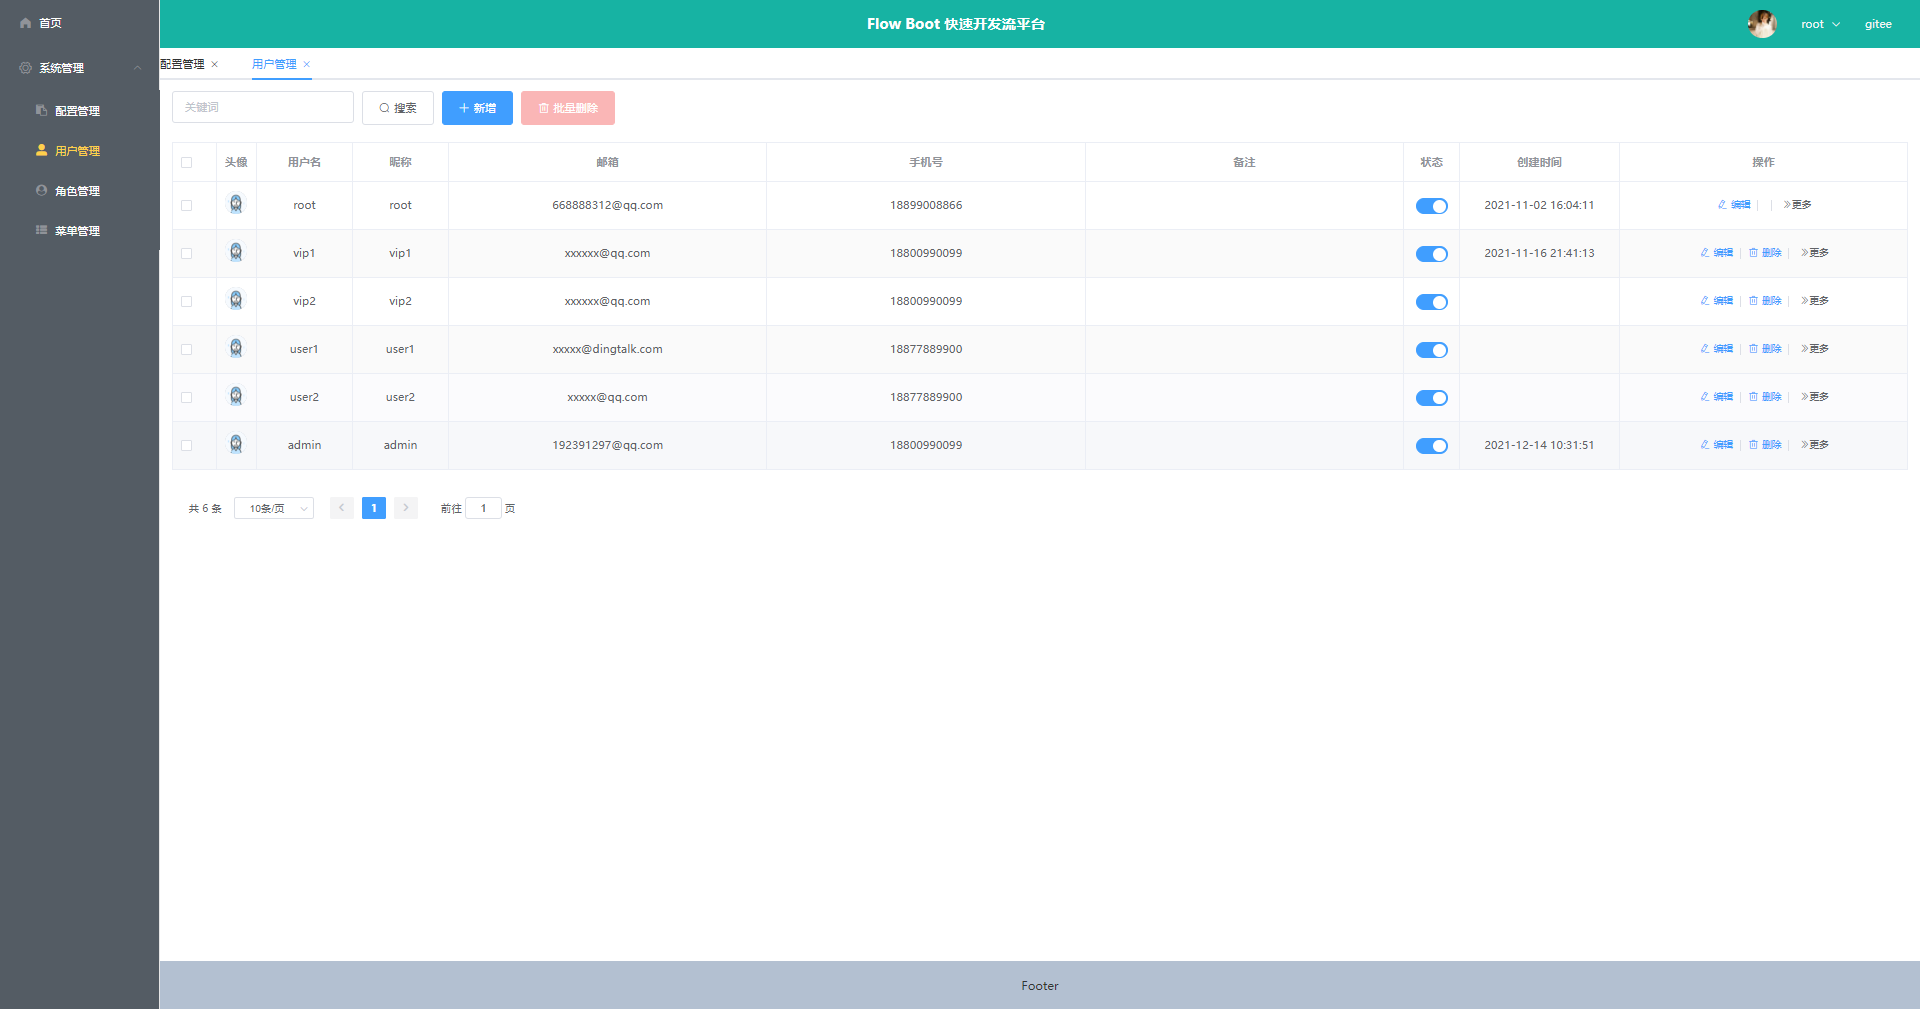 首页
系统管理
配置管理
用户管理
角色管理
菜单管理
Flow Boot 快速开发流平台
root
gitee
配置管理
用户管理
关键词
搜索
新增
批量删除
头像 用户名 昵称 邮箱 手机号 备注 状态 创建时间 操作
root root 668888312@qq.com 18899008866 2021-11-02 16:04:11 编辑 更多
vip1 vip1 xxxxxx@qq.com 18800990099 2021-11-16 21:41:13 编辑 删除 更多
vip2 vip2 xxxxxx@qq.com 18800990099 编辑 删除 更多
user1 user1 xxxxx@dingtalk.com 18877889900 编辑 删除 更多
user2 user2 xxxxx@qq.com 18877889900 编辑 删除 更多
admin admin 192391297@qq.com 18800990099 2021-12-14 10:31:51 编辑 删除 更多
共 6 条 10条/页 1 前往 1 页
Footer